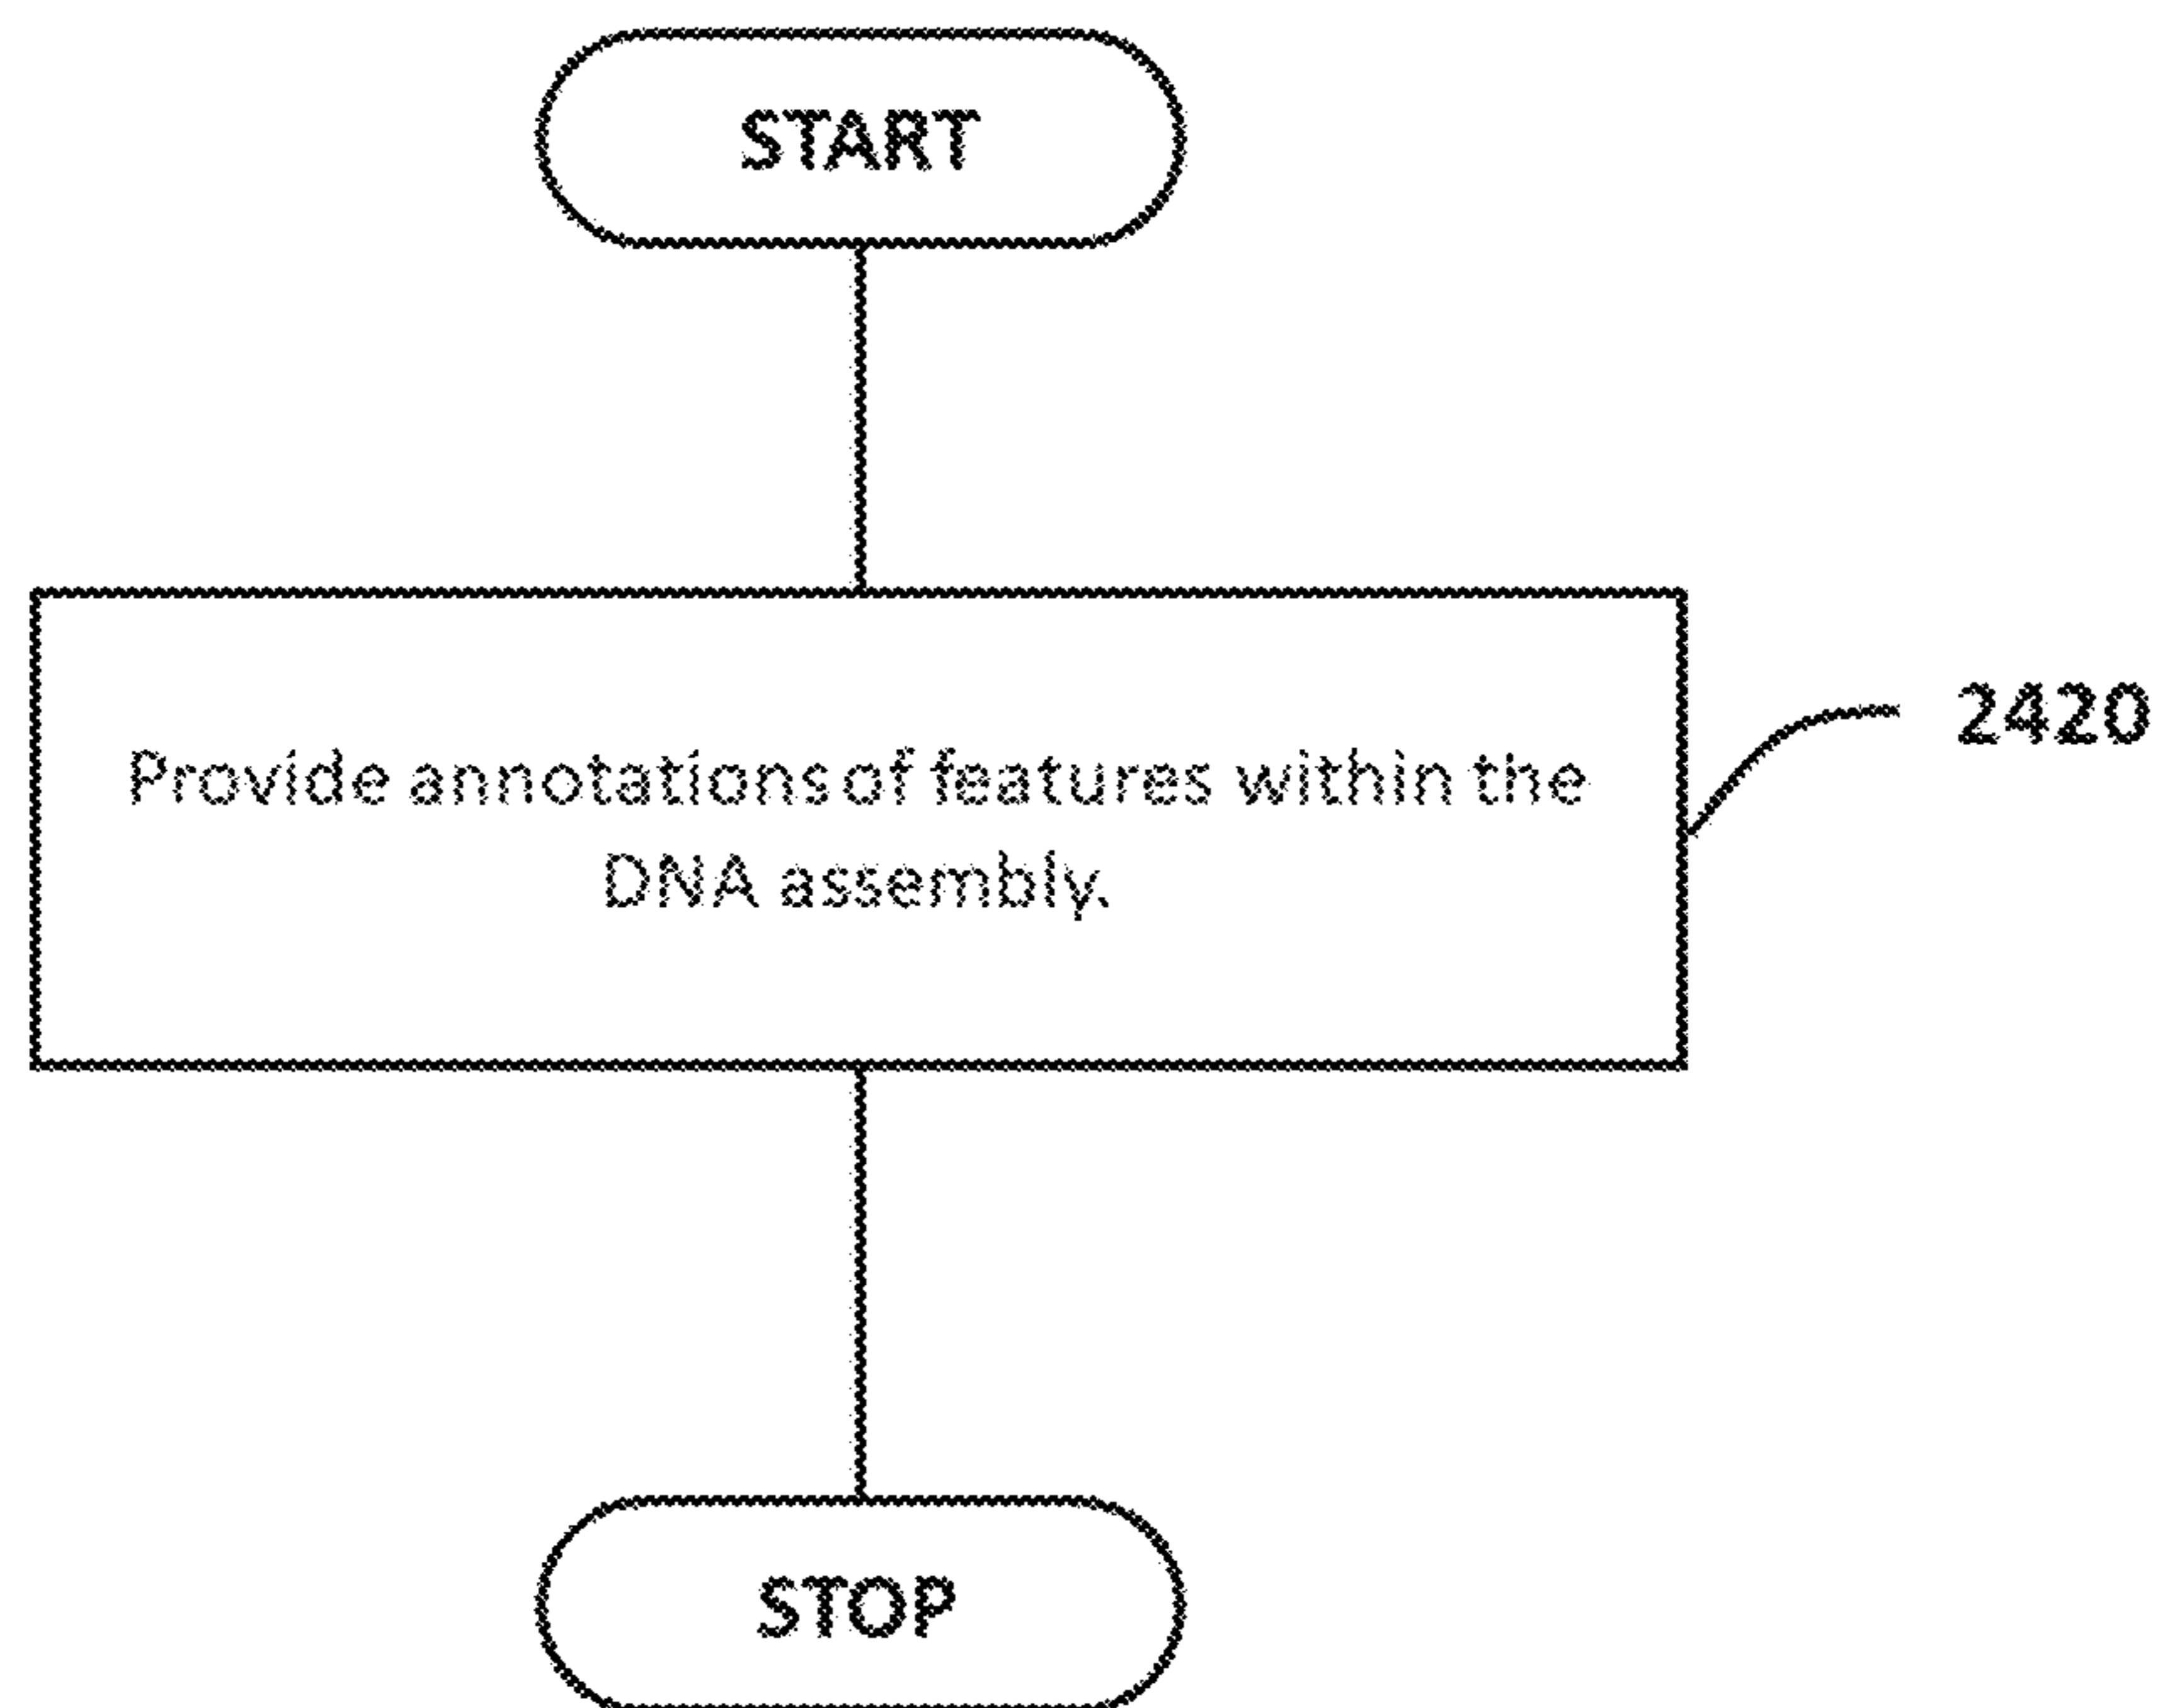 START
2420
Provide annotations of features within the
DNA assembly.
STOP